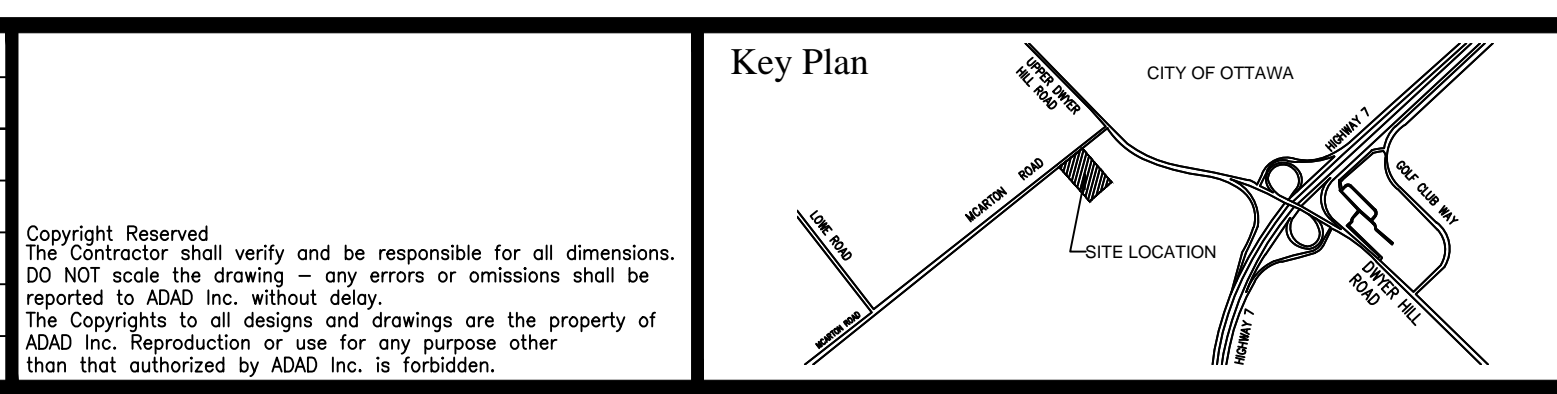 Copyright Reserved
The Contractor shall verify and be responsible for all dimensions.
DO NOT scale the drawing – any errors or omissions shall be
reported to ADAD Inc. without delay.
The Copyrights to all designs and drawings are the property of
ADAD Inc. Reproduction or use for any purpose other
than that authorized by ADAD Inc. is forbidden.
Key Plan
CITY OF OTTAWA
UPPER DWYER
HILL ROAD
HIGHWAY 7
MCARTON ROAD
GOLF CLUB WAY
LOWE ROAD
SITE LOCATION
DWYER HILL
ROAD
MCARTON ROAD
HIGHWAY 7